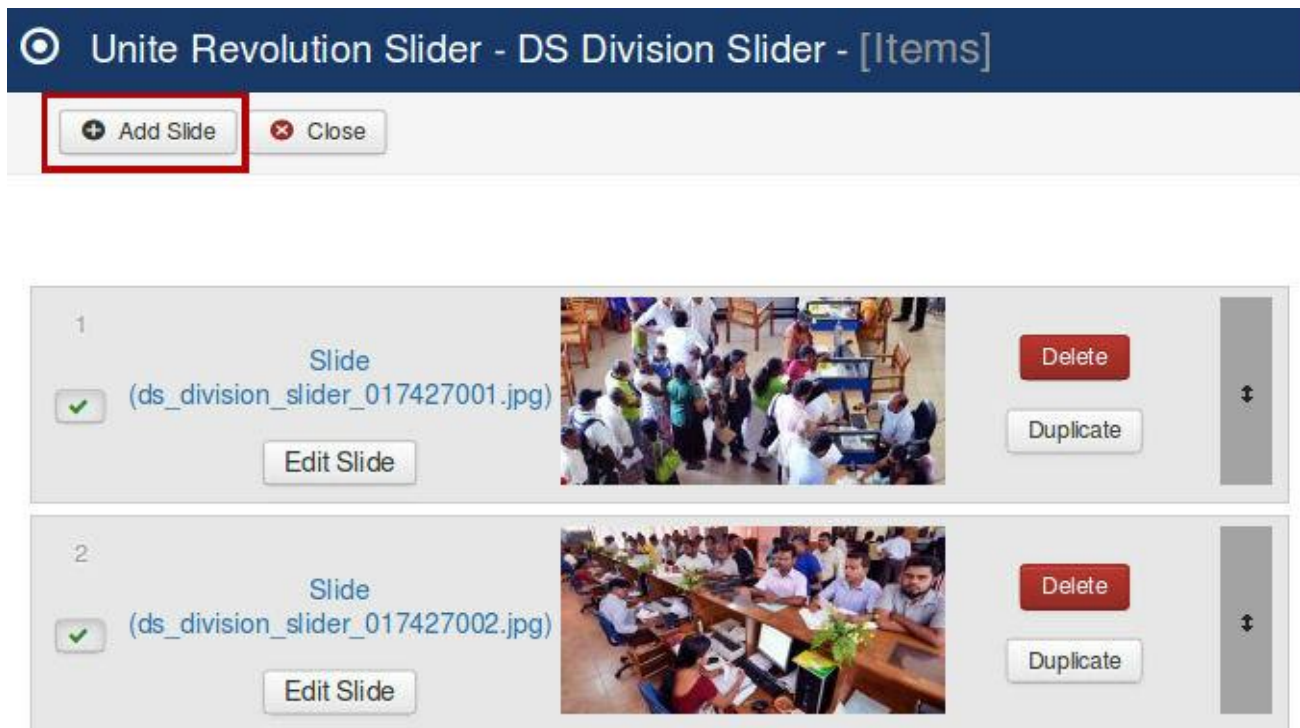 Unite Revolution Slider - DS Division Slider - [Items]
Add Slide Close
1
Slide
(ds_division_slider_017427001.jpg)
Edit Slide
Delete
Duplicate
2
Slide
(ds_division_slider_017427002.jpg)
Edit Slide
Delete
Duplicate